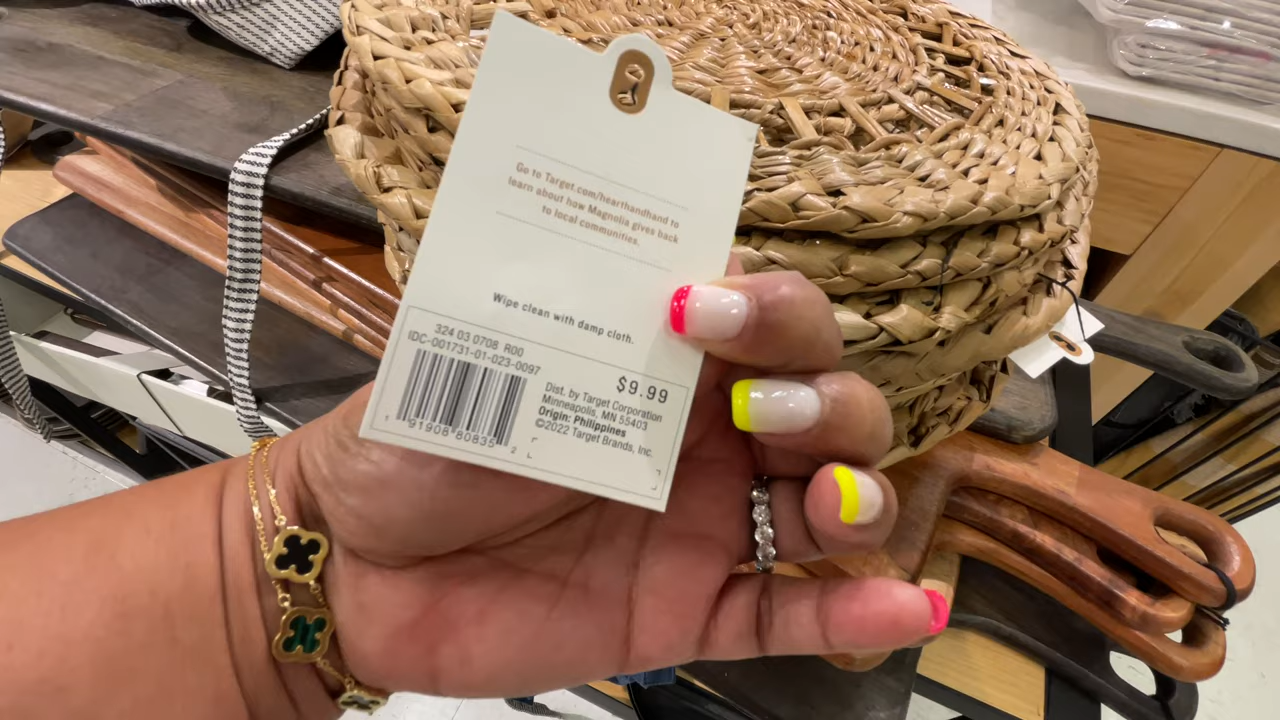 Go to Target.com/hearthandhand to
learn about how Magnolia gives back
to local communities.
Wipe clean with damp cloth.
324 03 0708 R00
IDC-001731-01-023-0097
$9.99
Dist. by Target Corporation
Minneapolis, MN 55403
Origin: Philippines
©2022 Target Brands, Inc.
1 91908 80835 2